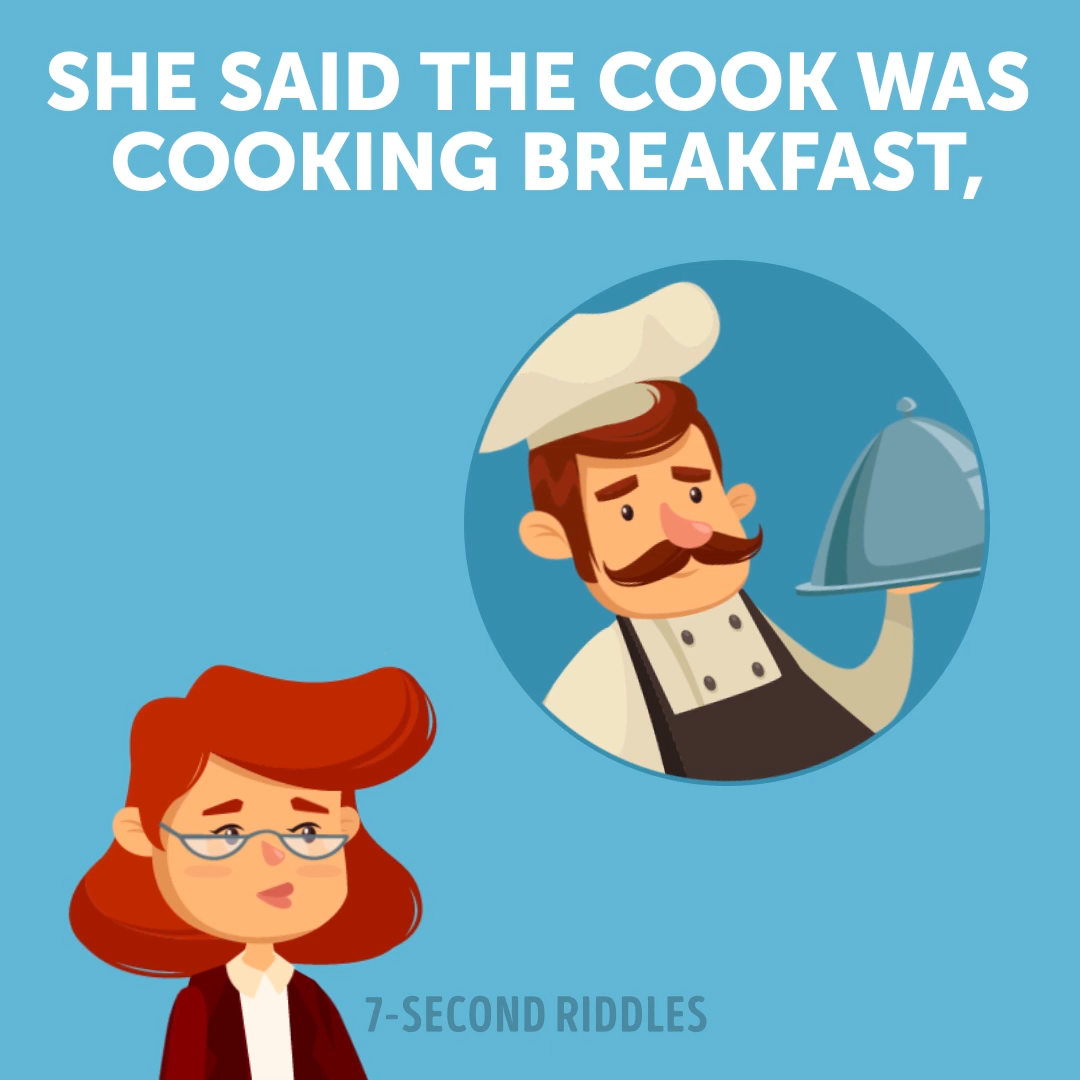 SHE SAID THE COOK WAS
COOKING BREAKFAST,
7-SECOND RIDDLES